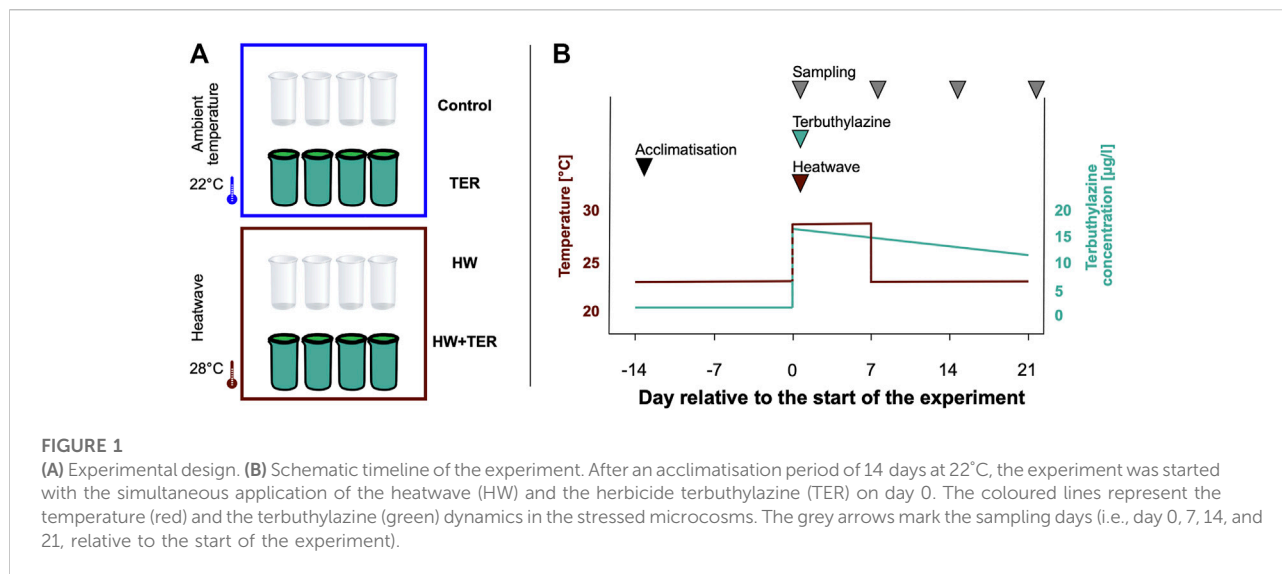 A
Ambient
temperature
22°C
Control
TER
Heatwave
28°C
HW
HW+TER
B
Sampling
Terbuthylazine
Acclimatisation
Heatwave
Temperature [°C]
30
25
20
Terbuthylazine
concentration [µg/l]
20
15
10
5
0
-14 -7 0 7 14 21
Day relative to the start of the experiment
FIGURE 1
(A) Experimental design. (B) Schematic timeline of the experiment. After an acclimatisation period of 14 days at 22°C, the experiment was started
with the simultaneous application of the heatwave (HW) and the herbicide terbuthylazine (TER) on day 0. The coloured lines represent the
temperature (red) and the terbuthylazine (green) dynamics in the stressed microcosms. The grey arrows mark the sampling days (i.e., day 0, 7, 14, and
21, relative to the start of the experiment).